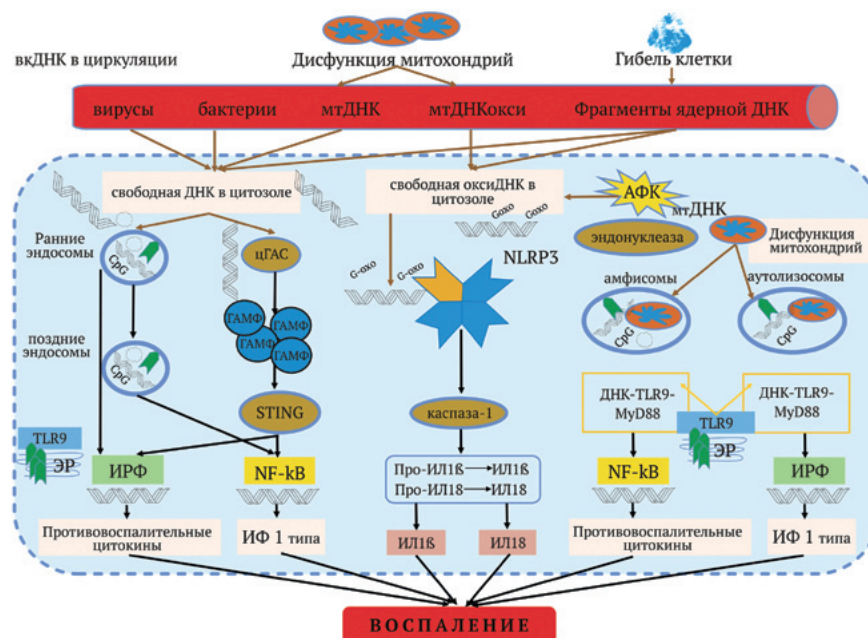 вкДНК в циркуляции
Дисфункция митохондрий
Гибель клетки
вирусы
бактерии
мтДНК
мтДНКокси
Фрагменты ядерной ДНК
свободная ДНК в цитозоле
свободная оксиДНК в
цитозоле
АФК
мтДНК
эндонуклеаза
Дисфункция
митохондрий
Goxo
Goxo
Ранние
эндосомы
CpG
цГАС
G-oxo
G-oxo
NLRP3
амфисомы
аутолизосомы
CpG
CpG
ГАМФ
ГАМФ
ГАМФ
ГАМФ
поздние
эндосомы
CpG
STING
каспаза-1
ДНК-TLR9-
MyD88
ДНК-TLR9-
MyD88
TLR9
ЭР
TLR9
ЭР
ИРФ
NF-kB
Про-ИЛ1ß
ИЛ1ß
Про-ИЛ18
ИЛ18
NF-kB
ИРФ
Противовоспалительные
цитокины
ИФ 1 типа
ИЛ1ß
ИЛ18
Противовоспалительные
цитокины
ИФ 1 типа
ВОСПАЛЕНИЕ